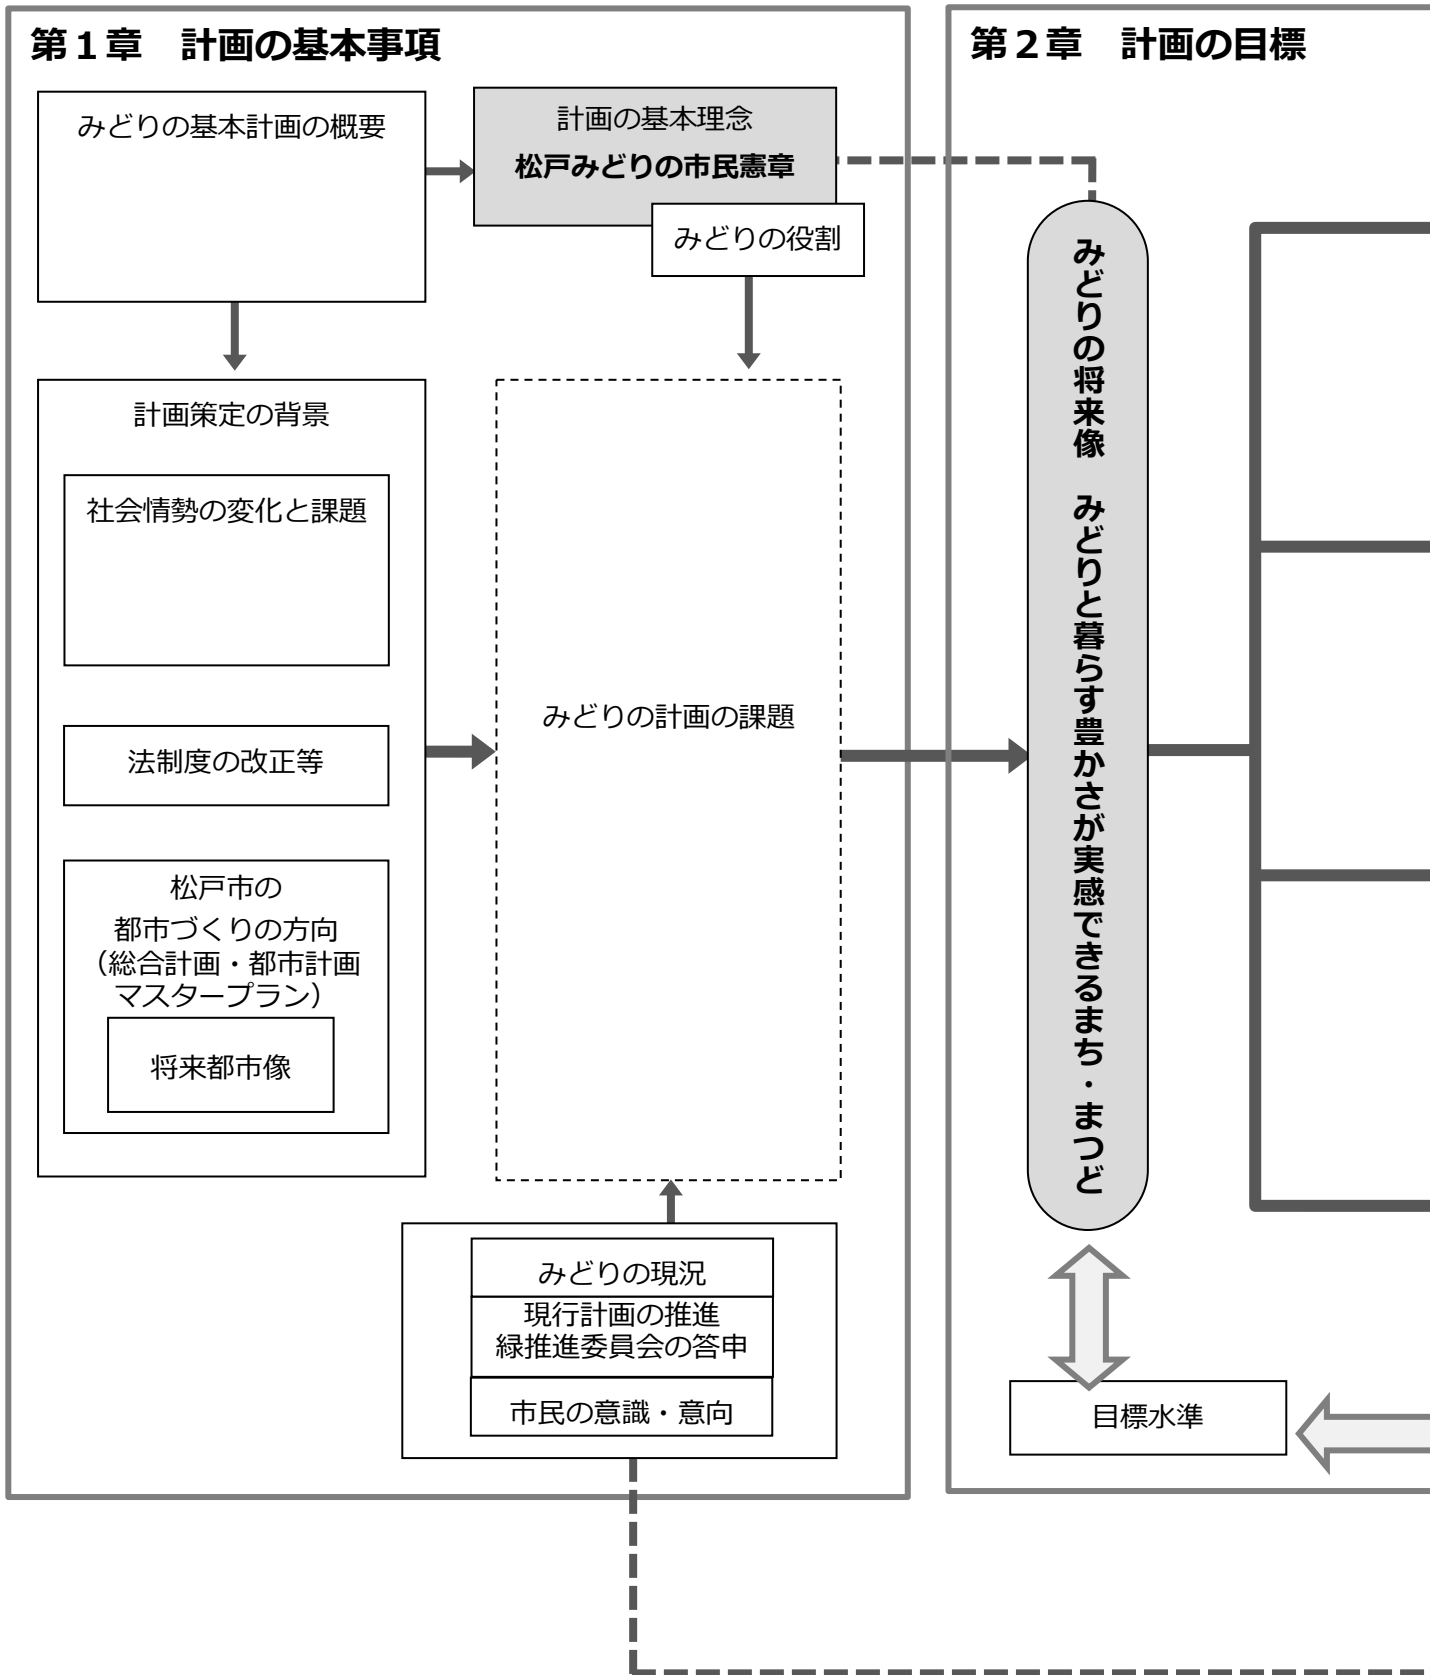 第１章　計画の基本事項
みどりの基本計画の概要
計画の基本理念
松戸みどりの市民憲章
みどりの役割
計画策定の背景
社会情勢の変化と課題
法制度の改正等
松戸市の
都市づくりの方向
（総合計画・都市計画
マスタープラン）
将来都市像
みどりの計画の課題
みどりの現況
現行計画の推進
緑推進委員会の答申
市民の意識・意向
第２章　計画の目標
みどりの将来像　みどりと暮らす豊かさが実感できるまち・まつど
目標水準